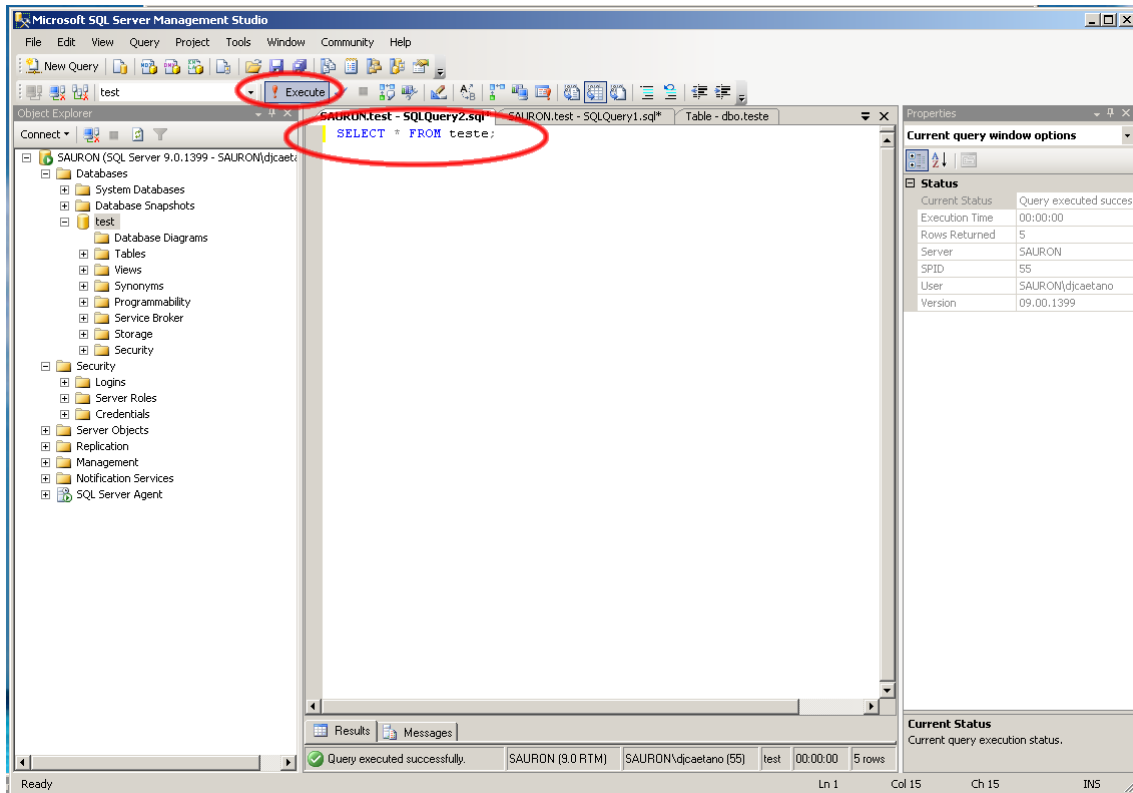 Microsoft SQL Server Management Studio
File Edit View Query Project Tools Window Community Help
New Query
test Execute
Object Explorer
Connect
SAURON (SQL Server 9.0.1399 - SAURON\djcaeta
Databases
System Databases
Database Snapshots
test
Database Diagrams
Tables
Views
Synonyms
Programmability
Service Broker
Storage
Security
Security
Logins
Server Roles
Credentials
Server Objects
Replication
Management
Notification Services
SQL Server Agent
SAURON.test - SQLQuery2.sql* SAURON.test - SQLQuery1.sql* Table - dbo.teste
SELECT * FROM teste;
Results Messages
Query executed successfully. SAURON (9.0 RTM) SAURON\djcaetano (55) test 00:00:00 5 rows
Properties
Current query window options
Status
Current Status Query executed succes
Execution Time 00:00:00
Rows Returned 5
Server SAURON
SPID 55
User SAURON\djcaetano
Version 09.00.1399
Current Status
Current query execution status.
Ready Ln 1 Col 15 Ch 15 INS